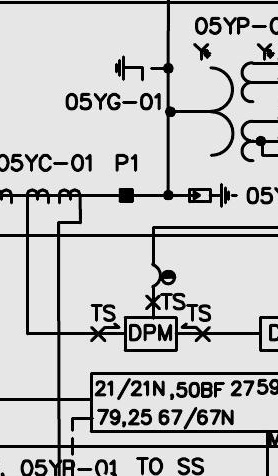 05YP-0
05YG-01
05YC-01 P1
05Y
TS TS TS
DPM D
21/21N,50BF 2759
79,25 67/67N
05YR-01 TO SS